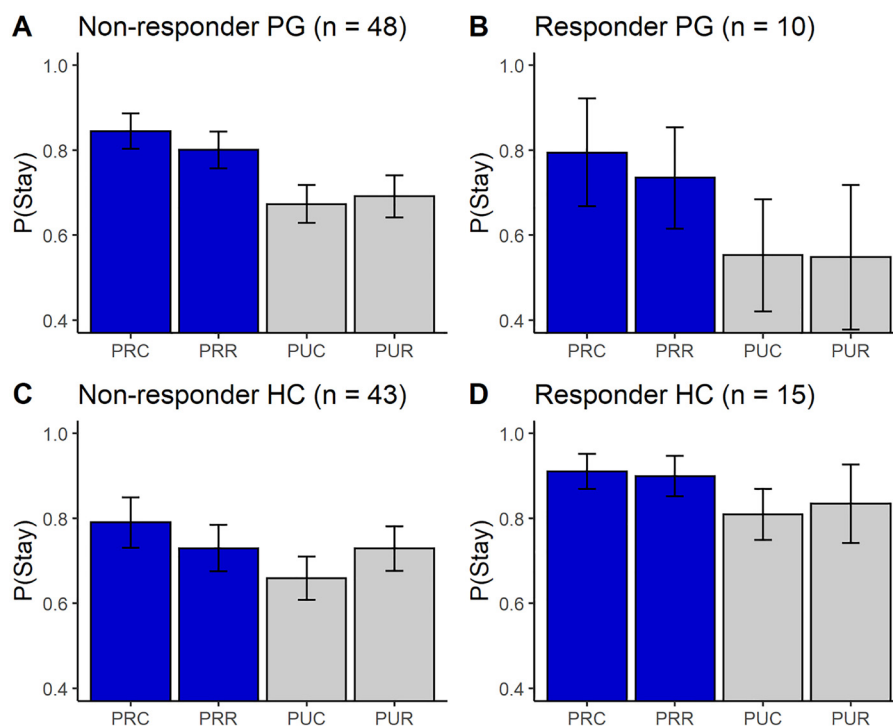 A Non-responder PG (n = 48)
P(Stay)
1.0
0.8
0.6
0.4
PRC PRR PUC PUR
B Responder PG (n = 10)
P(Stay)
1.0
0.8
0.6
0.4
PRC PRR PUC PUR
C Non-responder HC (n = 43)
P(Stay)
1.0
0.8
0.6
0.4
PRC PRR PUC PUR
D Responder HC (n = 15)
P(Stay)
1.0
0.8
0.6
0.4
PRC PRR PUC PUR